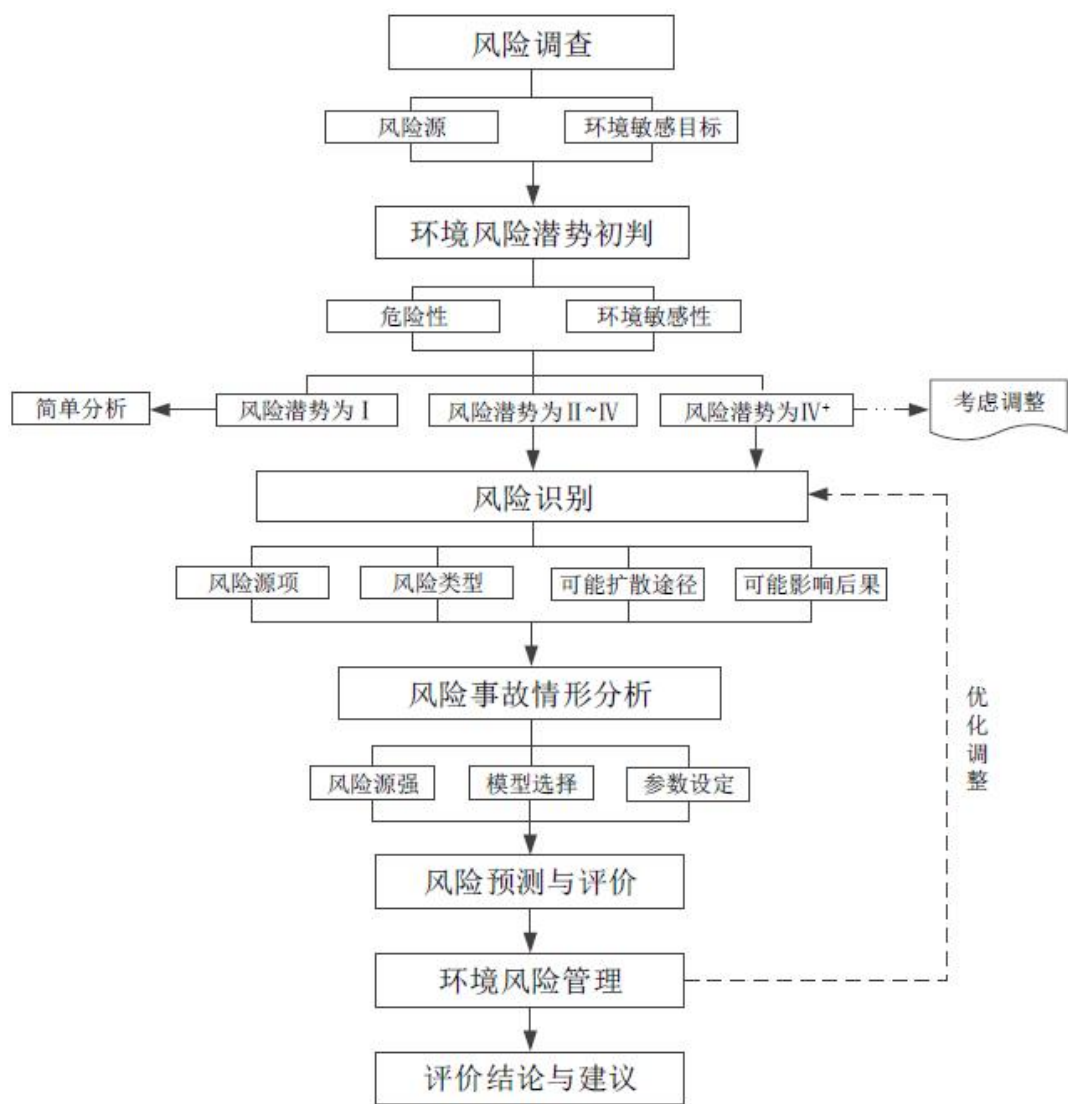 风险调查
风险源
环境敏感目标
环境风险潜势初判
危险性
环境敏感性
简单分析
风险潜势为Ⅰ
风险潜势为Ⅱ~Ⅳ
风险潜势为Ⅳ⁺
考虑调整
风险识别
风险源项
风险类型
可能扩散途径
可能影响后果
风险事故情形分析
优化调整
风险源强
模型选择
参数设定
风险预测与评价
环境风险管理
评价结论与建议